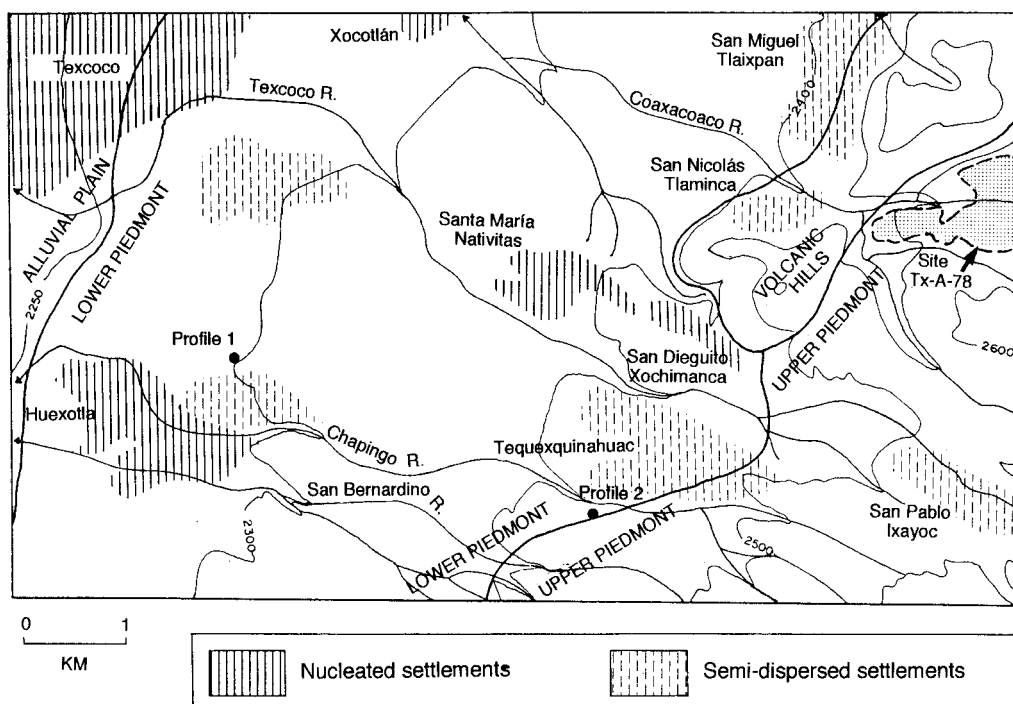 Xocotlán
San Miguel
Tlaixpan
Texcoco
Texcoco R.
Coaxacoaco R.
2400
San Nicolás
Tlaminca
ALLUVIAL PLAIN
LOWER PIEDMONT
Santa María
Nativitas
VOLCANIC
HILLS
Site
Tx-A-78
2250
UPPER PIEDMONT
2600
Profile 1
San Dieguito
Xochimanca
Huexotla
Chapingo R.
Tequexquinahuac
San Bernardino R.
Profile 2
San Pablo
Ixayoc
2300
LOWER PIEDMONT
UPPER PIEDMONT
2500
0 1
KM
Nucleated settlements
Semi-dispersed settlements